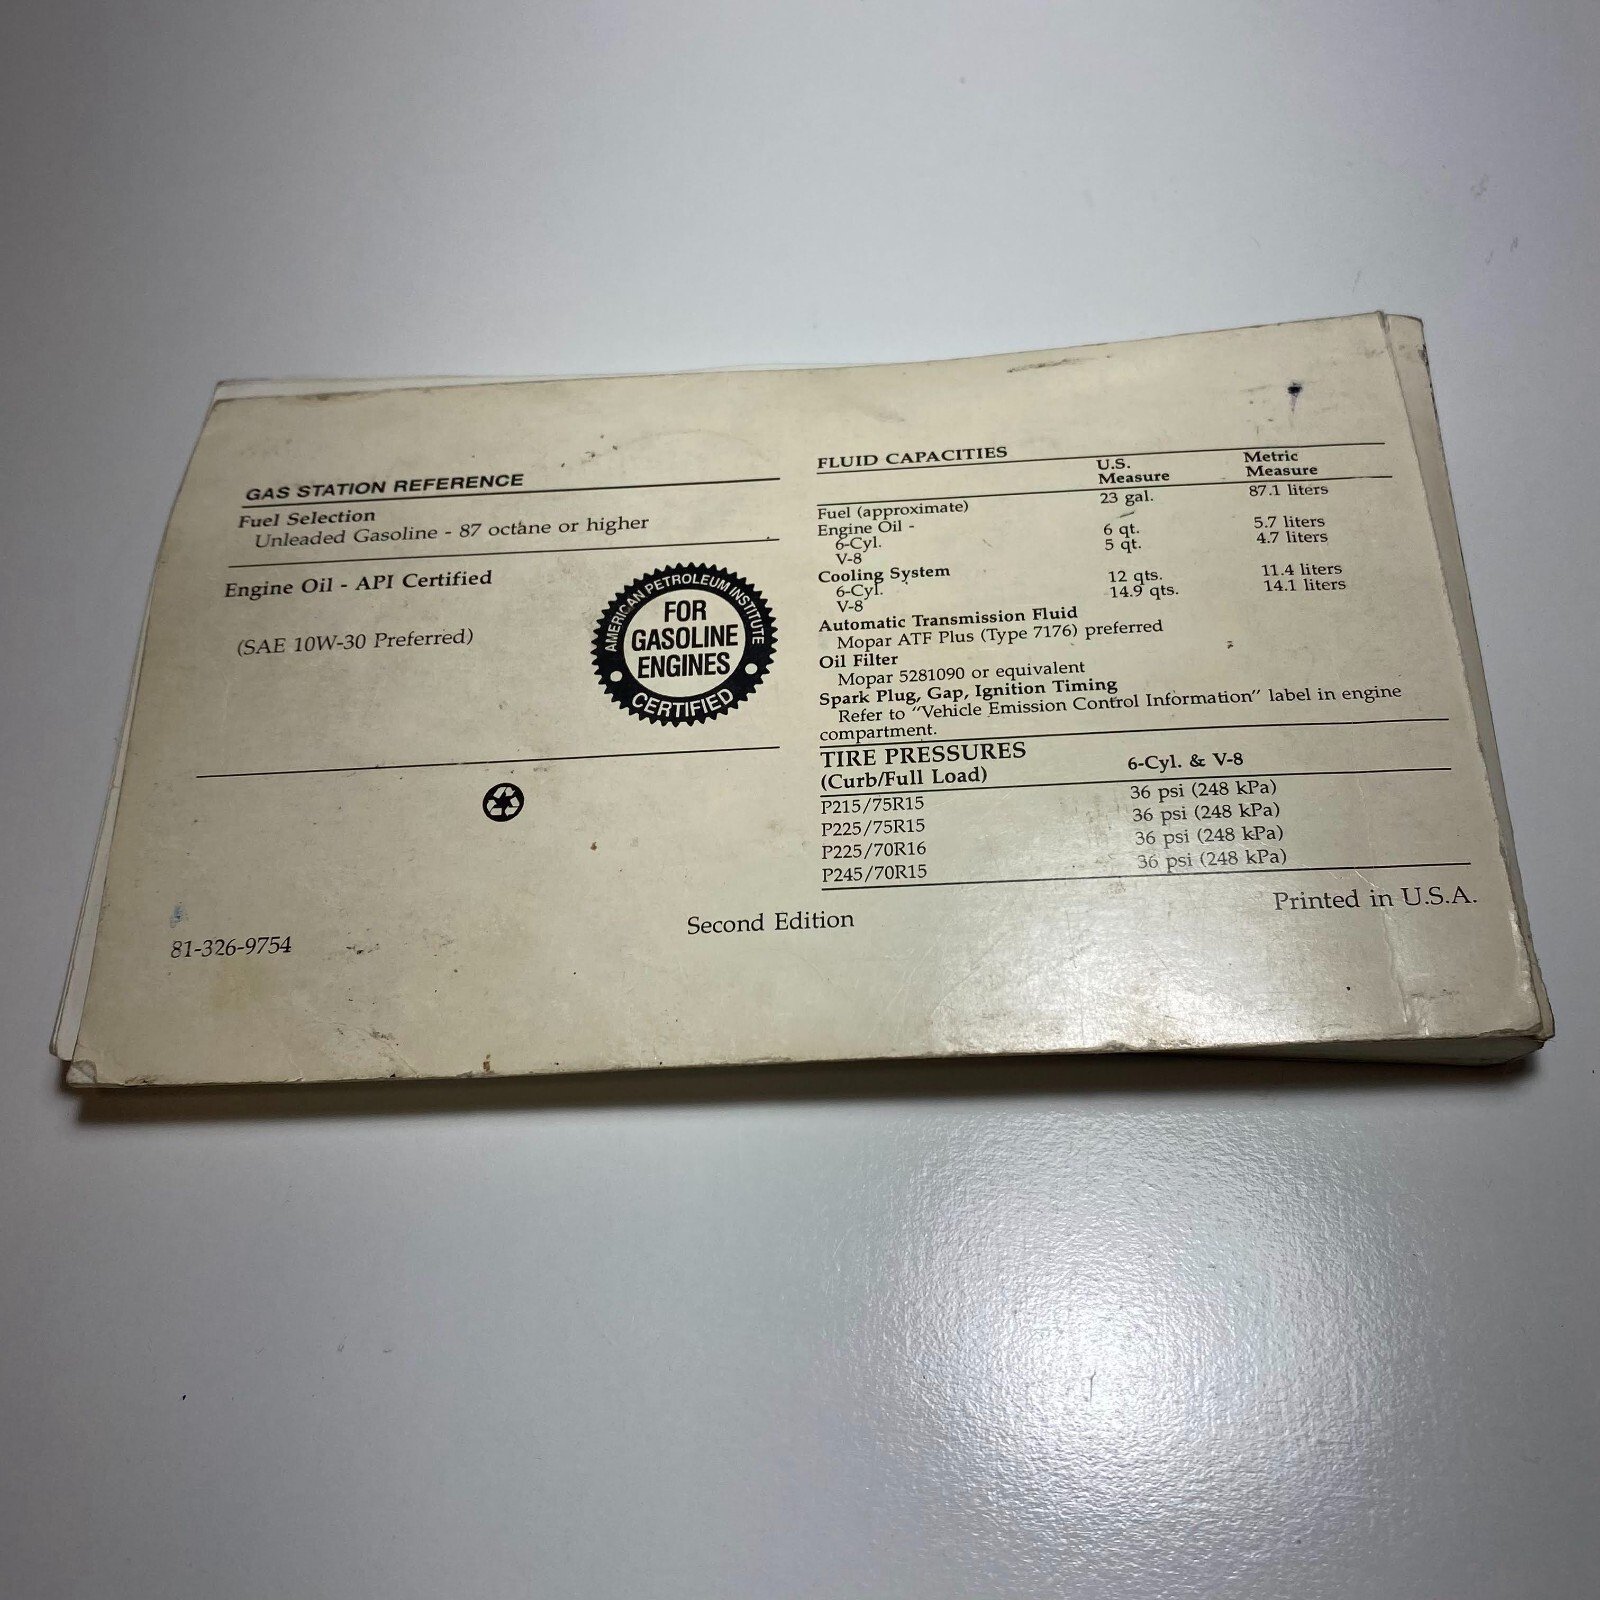 GAS STATION REFERENCE
Fuel Selection
Unleaded Gasoline - 87 octane or higher
Engine Oil - API Certified
(SAE 10W-30 Preferred)
AMERICAN PETROLEUM INSTITUTE
FOR
GASOLINE
ENGINES
CERTIFIED
81-326-9754
FLUID CAPACITIES
U.S. Measure Metric Measure
Fuel (approximate) 23 gal. 87.1 liters
Engine Oil -
6-Cyl. 6 qt. 5.7 liters
V-8 5 qt. 4.7 liters
Cooling System
6-Cyl. 12 qts. 11.4 liters
V-8 14.9 qts. 14.1 liters
Automatic Transmission Fluid
Mopar ATF Plus (Type 7176) preferred
Oil Filter
Mopar 5281090 or equivalent
Spark Plug, Gap, Ignition Timing
Refer to "Vehicle Emission Control Information" label in engine
compartment.
TIRE PRESSURES
(Curb/Full Load) 6-Cyl. & V-8
P215/75R15 36 psi (248 kPa)
P225/75R15 36 psi (248 kPa)
P225/70R16 36 psi (248 kPa)
P245/70R15 36 psi (248 kPa)
Second Edition
Printed in U.S.A.